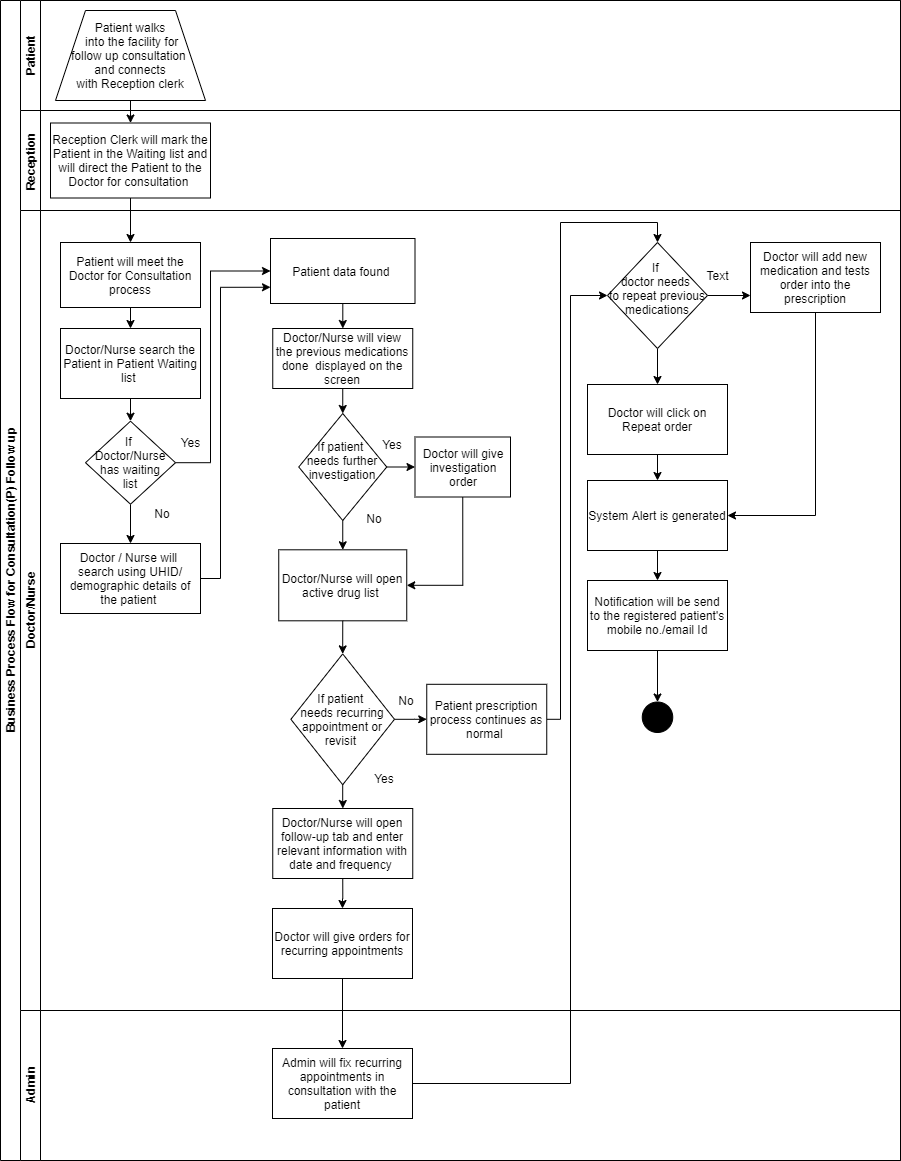 Business Process Flow for Consultation(P) Follow up
Patient
Patient walks
into the facility for
follow up consultation
and connects
with Reception clerk
Reception
Reception Clerk will mark the
Patient in the Waiting list and
will direct the Patient to the
Doctor for consultation
Doctor/Nurse
Patient will meet the
Doctor for Consultation
process
Doctor/Nurse search the
Patient in Patient Waiting
list
If
Doctor/Nurse
has waiting
list
Yes
No
Doctor / Nurse will
search using UHID/
demographic details of
the patient
Patient data found
Doctor/Nurse will view
the previous medications
done displayed on the
screen
If patient
needs further
investigation
Yes
Doctor will give
investigation
order
No
Doctor/Nurse will open
active drug list
If patient
needs recurring
appointment or
revisit
No
Patient prescription
process continues as
normal
Yes
Doctor/Nurse will open
follow-up tab and enter
relevant information with
date and frequency
Doctor will give orders for
recurring appointments
If
doctor needs
to repeat previous
medications
Text
Doctor will add new
medication and tests
order into the
prescription
Doctor will click on
Repeat order
System Alert is generated
Notification will be send
to the registered patient's
mobile no./email Id
Admin
Admin will fix recurring
appointments in
consultation with the
patient